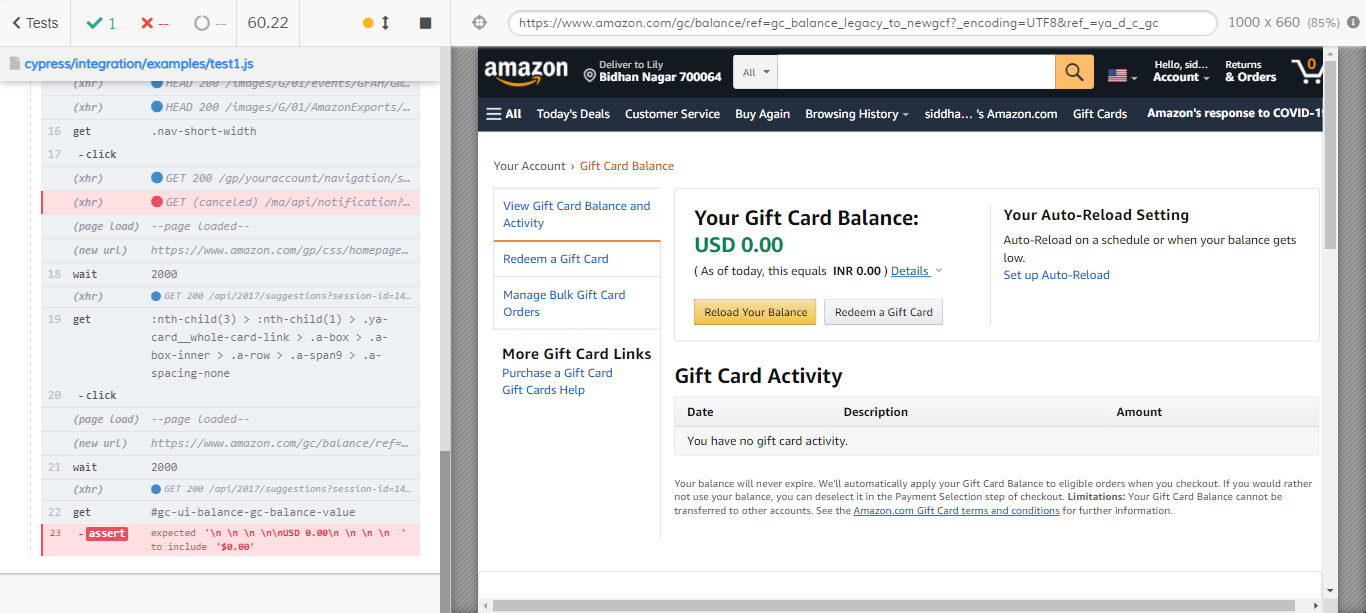 Tests
1
--
--
60.22
https://www.amazon.com/gc/balance/ref=gc_balance_legacy_to_newgcf?_encoding=UTF8&ref_=ya_d_c_gc
1000 x 660 (85%)
cypress/integration/examples/test1.js
(xhr) HEAD 200 /images/G/01/events/GFAH/GW…
(xhr) HEAD 200 /images/G/01/AmazonExports/…
16 get .nav-short-width
17 - click
(xhr) GET 200 /gp/youraccount/navigation/s…
(xhr) GET (canceled) /ma/api/notification?…
(page load) --page loaded--
(new url) https://www.amazon.com/gp/css/homepage…
18 wait 2000
(xhr) GET 200 /api/2017/suggestions?session-id=14…
19 get :nth-child(3) > :nth-child(1) > .ya-
card__whole-card-link > .a-box > .a-
box-inner > .a-row > .a-span9 > .a-
spacing-none
20 - click
(page load) --page loaded--
(new url) https://www.amazon.com/gc/balance/ref=…
21 wait 2000
(xhr) GET 200 /api/2017/suggestions?session-id=14…
22 get #gc-ui-balance-gc-balance-value
23 - assert expected '\n \n \n \n\nUSD 0.00\n \n \n \n '
to include '$0.00'
amazon
Deliver to Lily
Bidhan Nagar 700064
All
Hello, sid...
Account
Returns
& Orders
0
All Today's Deals Customer Service Buy Again Browsing History siddha... 's Amazon.com Gift Cards Amazon's response to COVID-19
Your Account › Gift Card Balance
View Gift Card Balance and
Activity
Redeem a Gift Card
Manage Bulk Gift Card
Orders
More Gift Card Links
Purchase a Gift Card
Gift Cards Help
Your Gift Card Balance:
USD 0.00
( As of today, this equals INR 0.00 ) Details
Reload Your Balance Redeem a Gift Card
Your Auto-Reload Setting
Auto-Reload on a schedule or when your balance gets
low.
Set up Auto-Reload
Gift Card Activity
Date Description Amount
You have no gift card activity.
Your balance will never expire. We'll automatically apply your Gift Card Balance to eligible orders when you checkout. If you would rather
not use your balance, you can deselect it in the Payment Selection step of checkout. Limitations: Your Gift Card Balance cannot be
transferred to other accounts. See the Amazon.com Gift Card terms and conditions for further information.